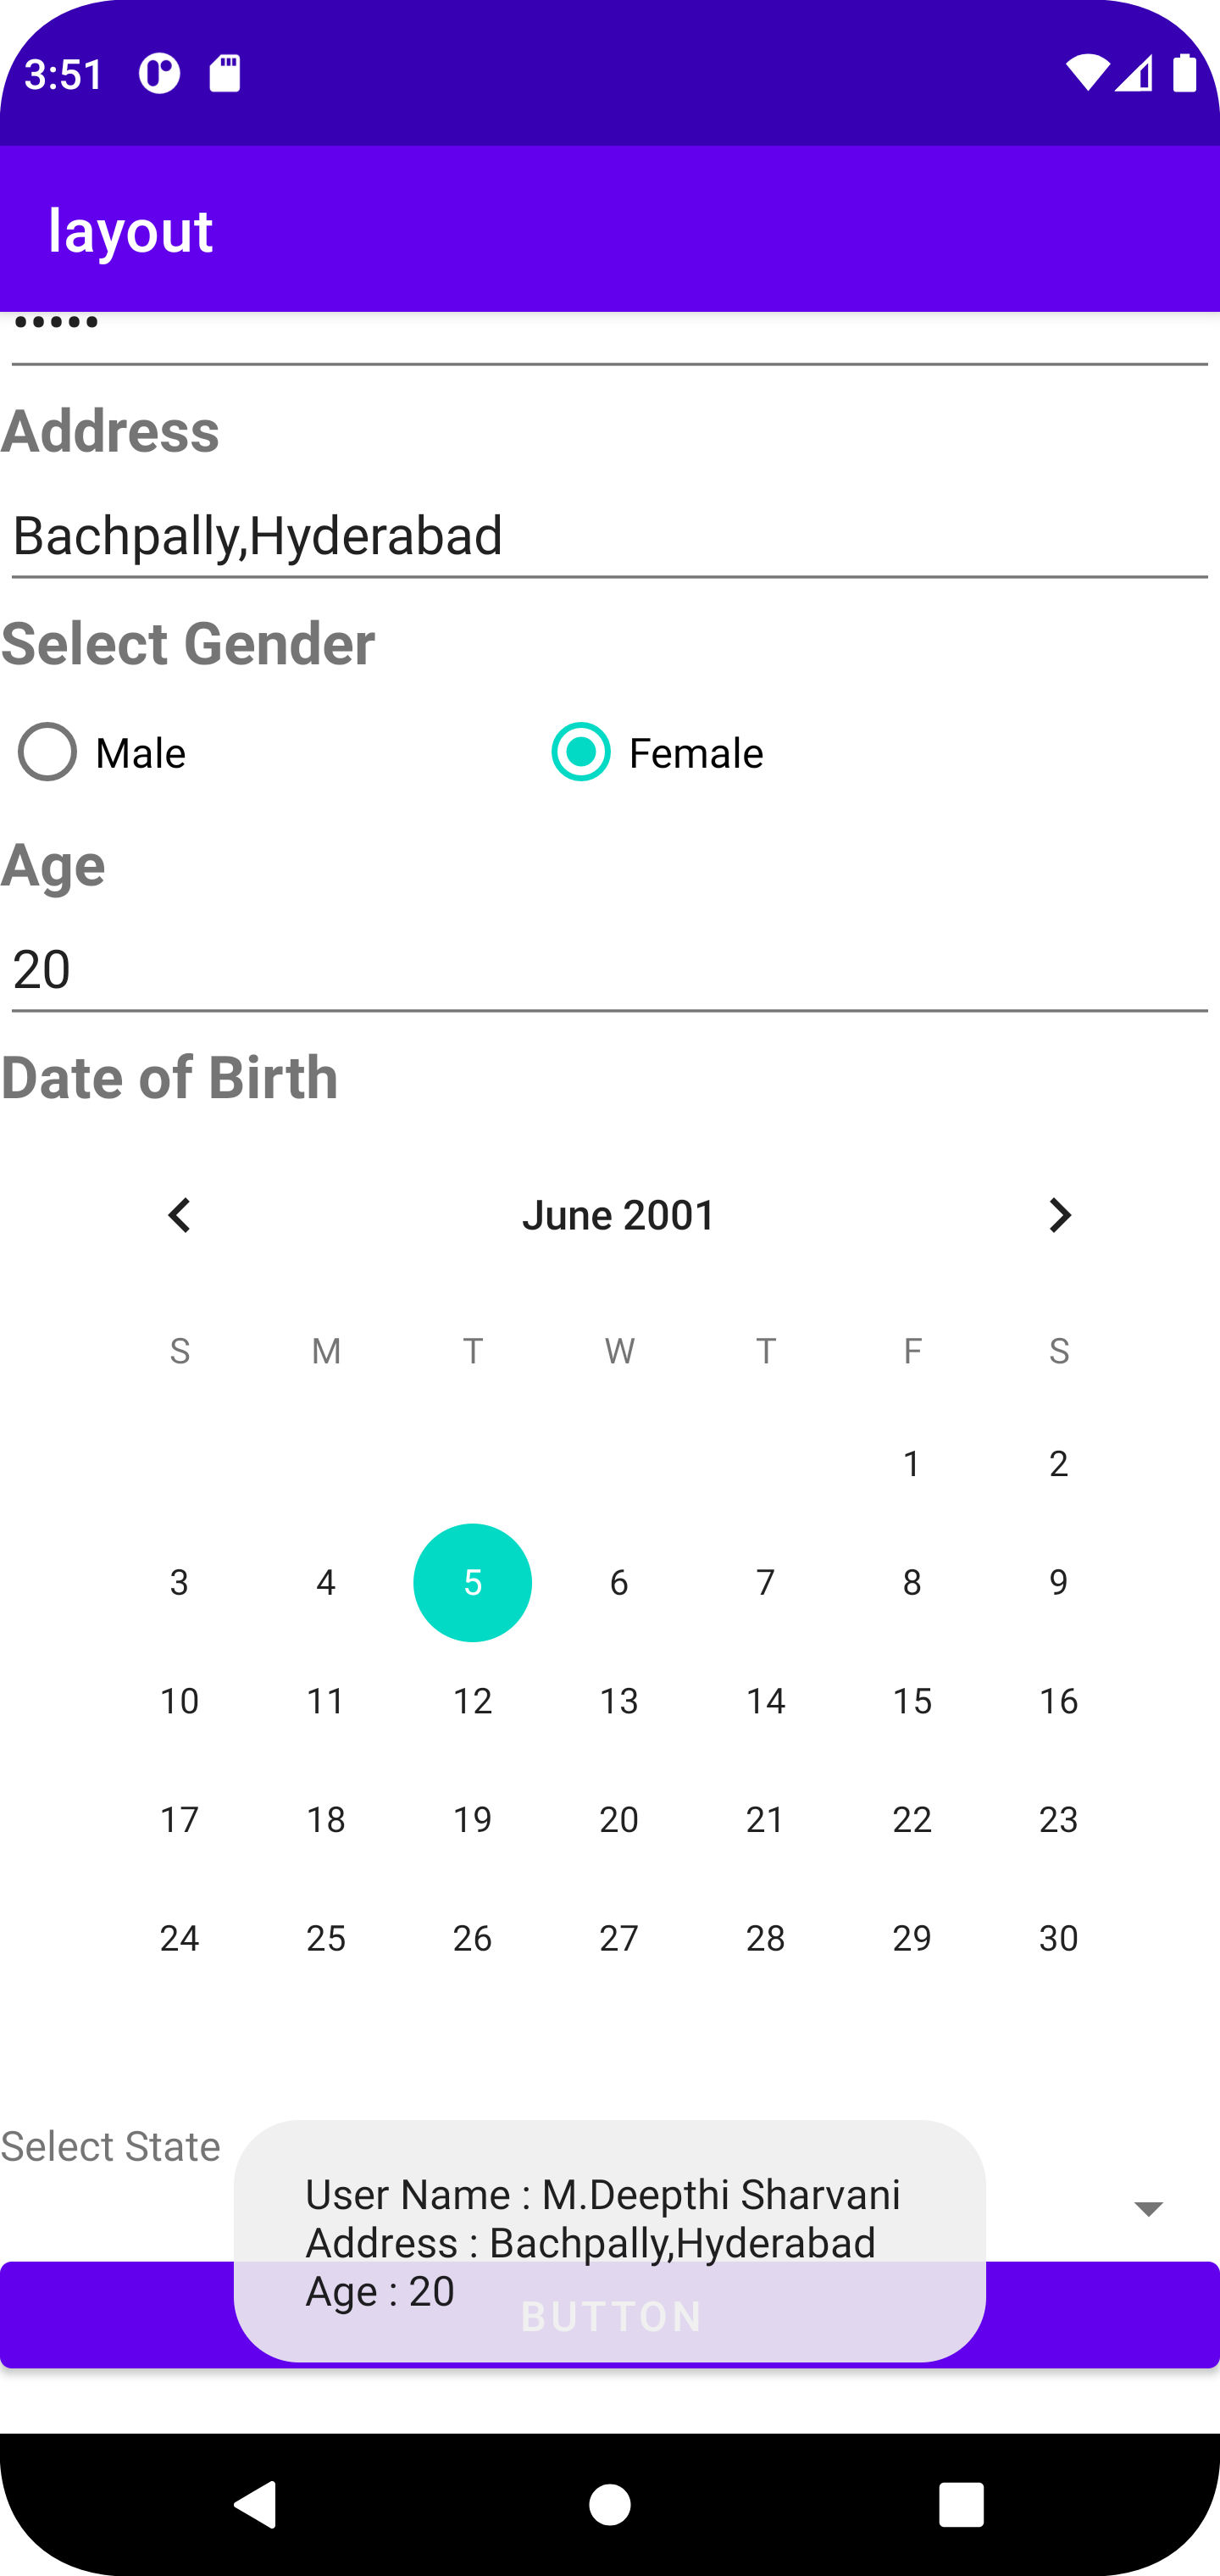 3:51
layout
•••••
Address
Bachpally,Hyderabad
Select Gender
Male Female
Age
20
Date of Birth
June 2001
S M T W T F S
1 2
3 4 5 6 7 8 9
10 11 12 13 14 15 16
17 18 19 20 21 22 23
24 25 26 27 28 29 30
Select State
User Name : M.Deepthi Sharvani
Address : Bachpally,Hyderabad
Age : 20
BUTTON